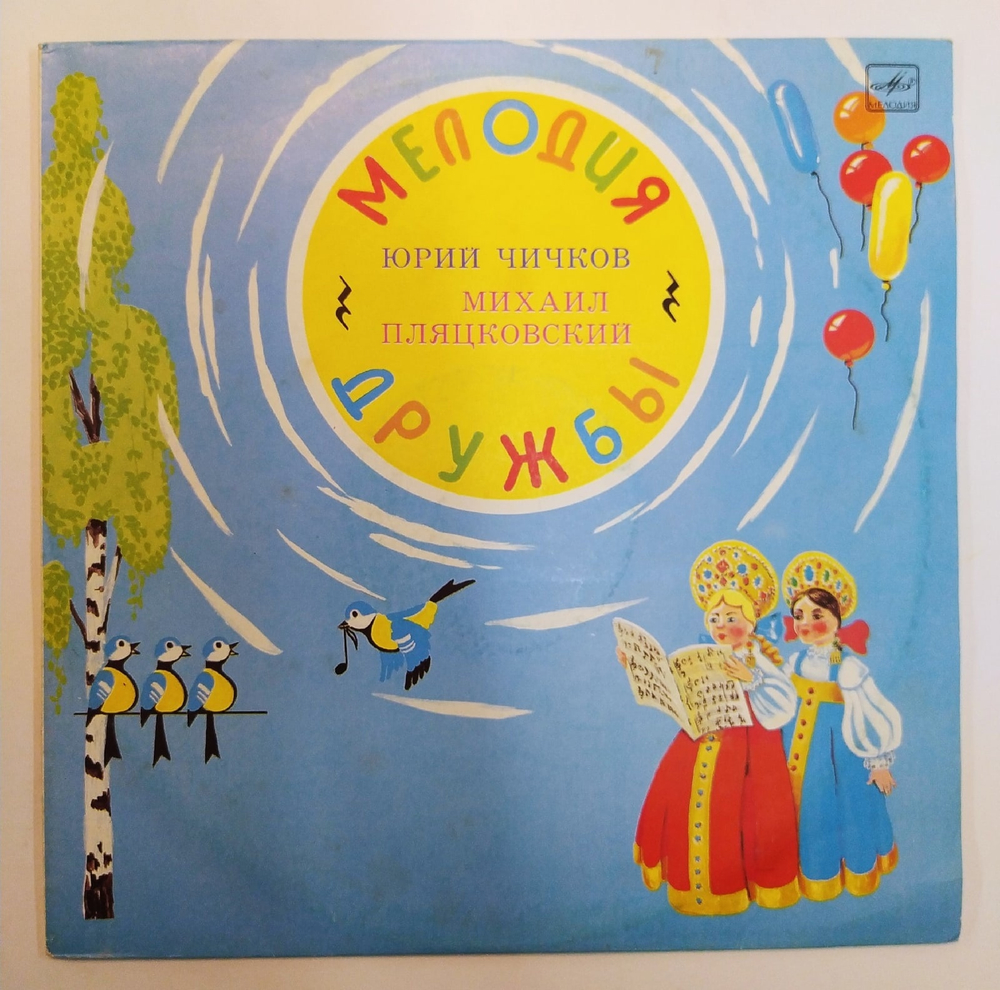 МЕЛОДИЯ
МЕЛОДИЯ
ЮРИЙ ЧИЧКОВ
МИХАИЛ
ПЛЯЦКОВСКИЙ
ДРУЖБЫ